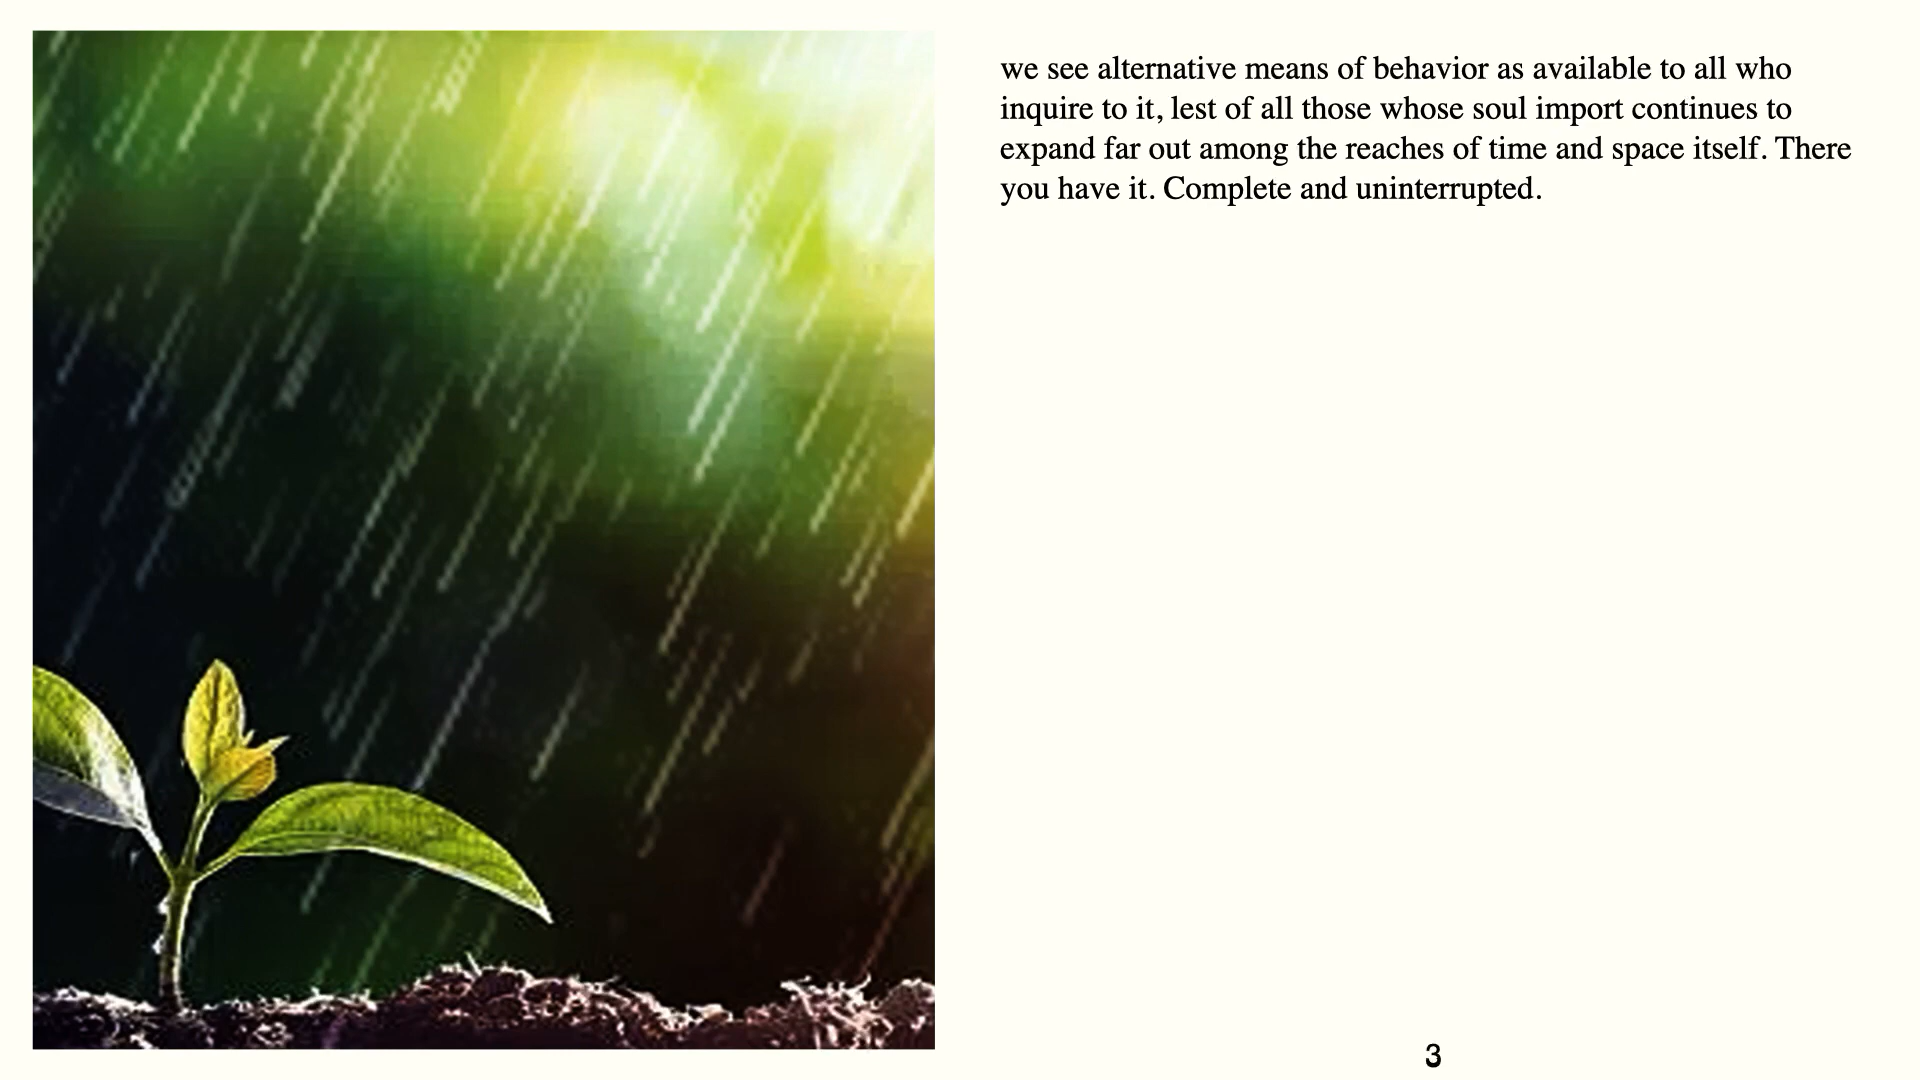 we see alternative means of behavior as available to all who
inquire to it, lest of all those whose soul import continues to
expand far out among the reaches of time and space itself. There
you have it. Complete and uninterrupted.
3